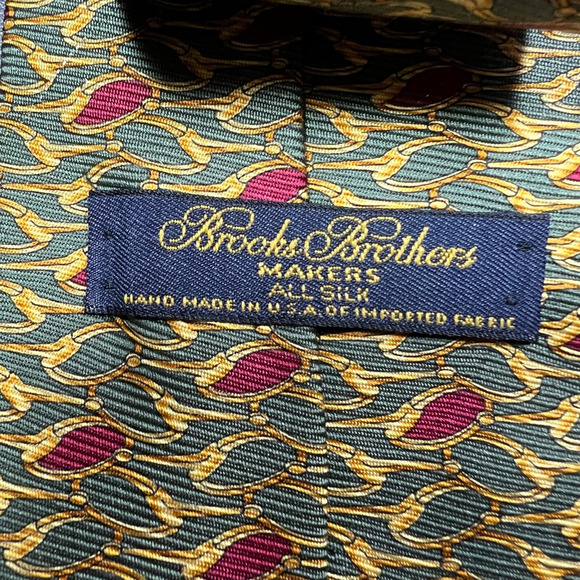 Brooks Brothers
MAKERS
ALL SILK
HAND MADE IN U.S.A. OF IMPORTED FABRIC